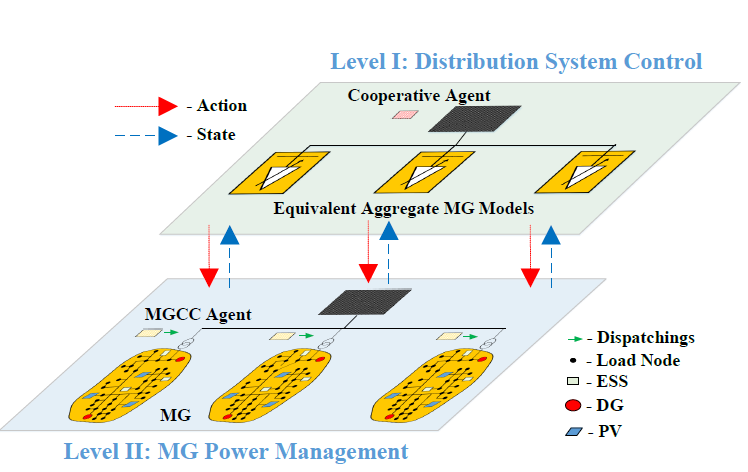 Level I: Distribution System Control
Cooperative Agent
- Action
- State
Equivalent Aggregate MG Models
MGCC Agent
- Dispatchings
- Load Node
- ESS
- DG
- PV
MG
Level II: MG Power Management